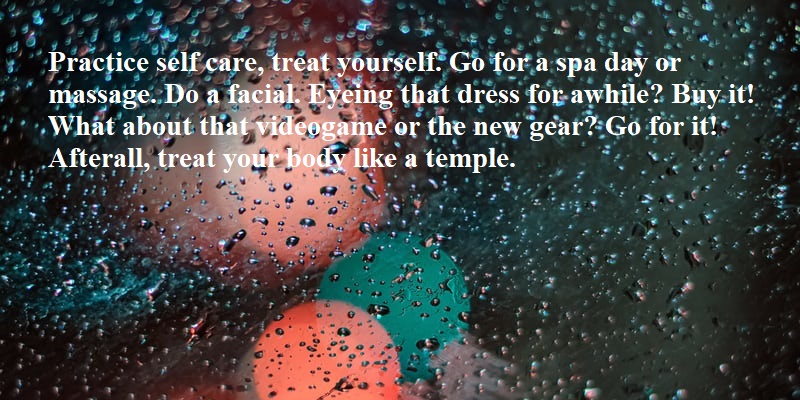 Practice self care, treat yourself. Go for a spa day or
massage. Do a facial. Eyeing that dress for awhile? Buy it!
What about that videogame or the new gear? Go for it!
Afterall, treat your body like a temple.